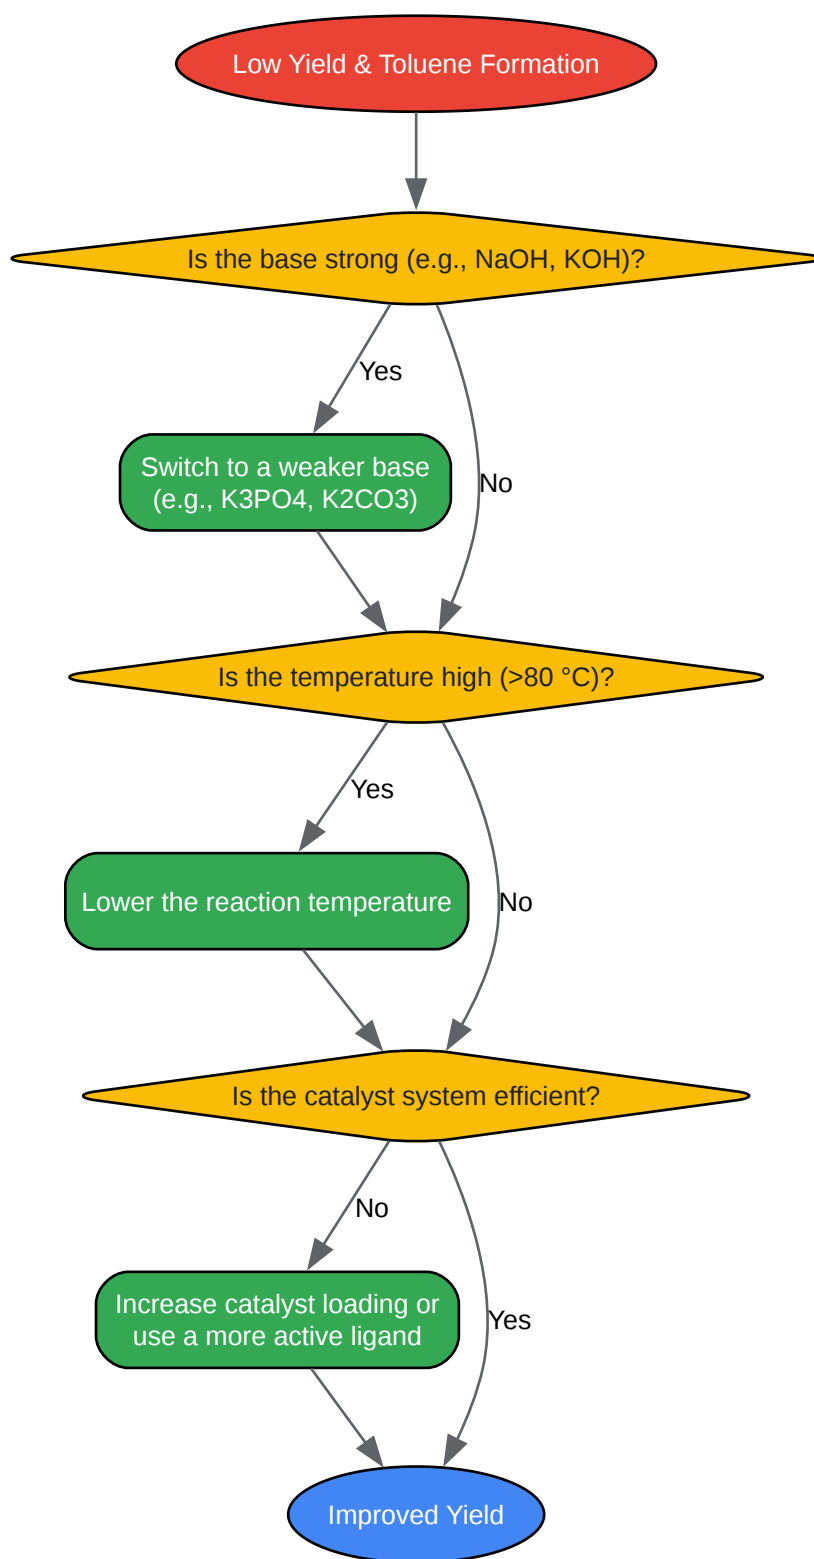 Low Yield & Toluene Formation
Is the base strong (e.g., NaOH, KOH)?
Yes
Switch to a weaker base
(e.g., K3PO4, K2CO3)
No
Is the temperature high (>80 °C)?
Yes
Lower the reaction temperature
No
Is the catalyst system efficient?
No
Increase catalyst loading or
use a more active ligand
Yes
Improved Yield